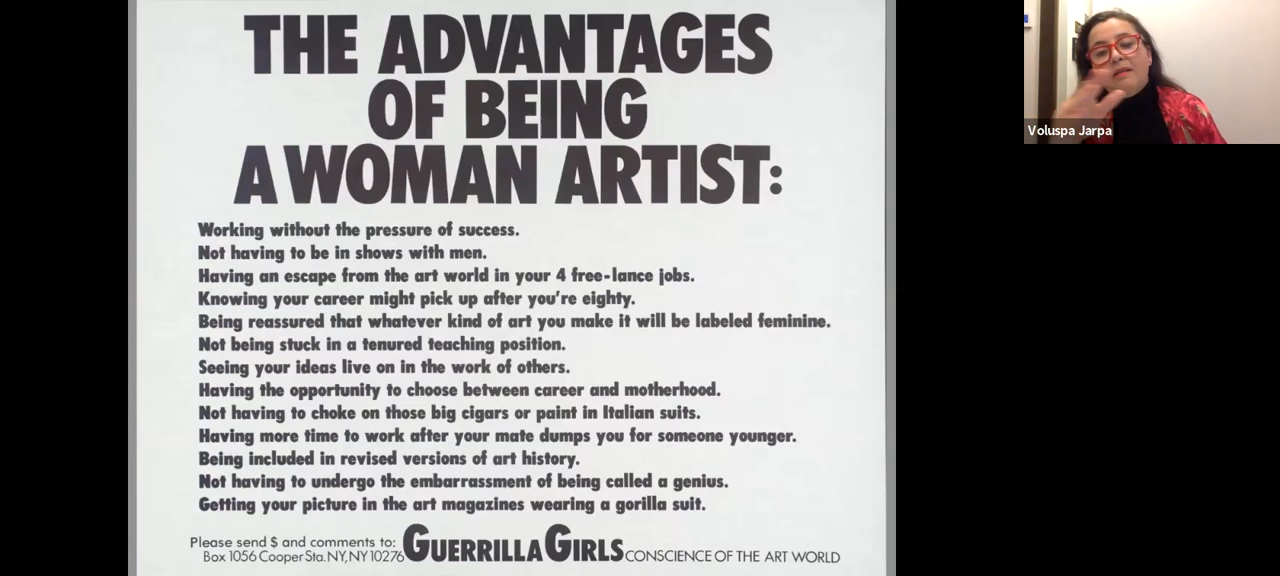 THE ADVANTAGES
OF BEING
A WOMAN ARTIST:
Working without the pressure of success.
Not having to be in shows with men.
Having an escape from the art world in your 4 free-lance jobs.
Knowing your career might pick up after you're eighty.
Being reassured that whatever kind of art you make it will be labeled feminine.
Not being stuck in a tenured teaching position.
Seeing your ideas live on in the work of others.
Having the opportunity to choose between career and motherhood.
Not having to choke on those big cigars or paint in Italian suits.
Having more time to work after your mate dumps you for someone younger.
Being included in revised versions of art history.
Not having to undergo the embarrassment of being called a genius.
Getting your picture in the art magazines wearing a gorilla suit.
Please send $ and comments to:
Box 1056 Cooper Sta. NY, NY 10276
GUERRILLA GIRLS CONSCIENCE OF THE ART WORLD
Voluspa Jarpa